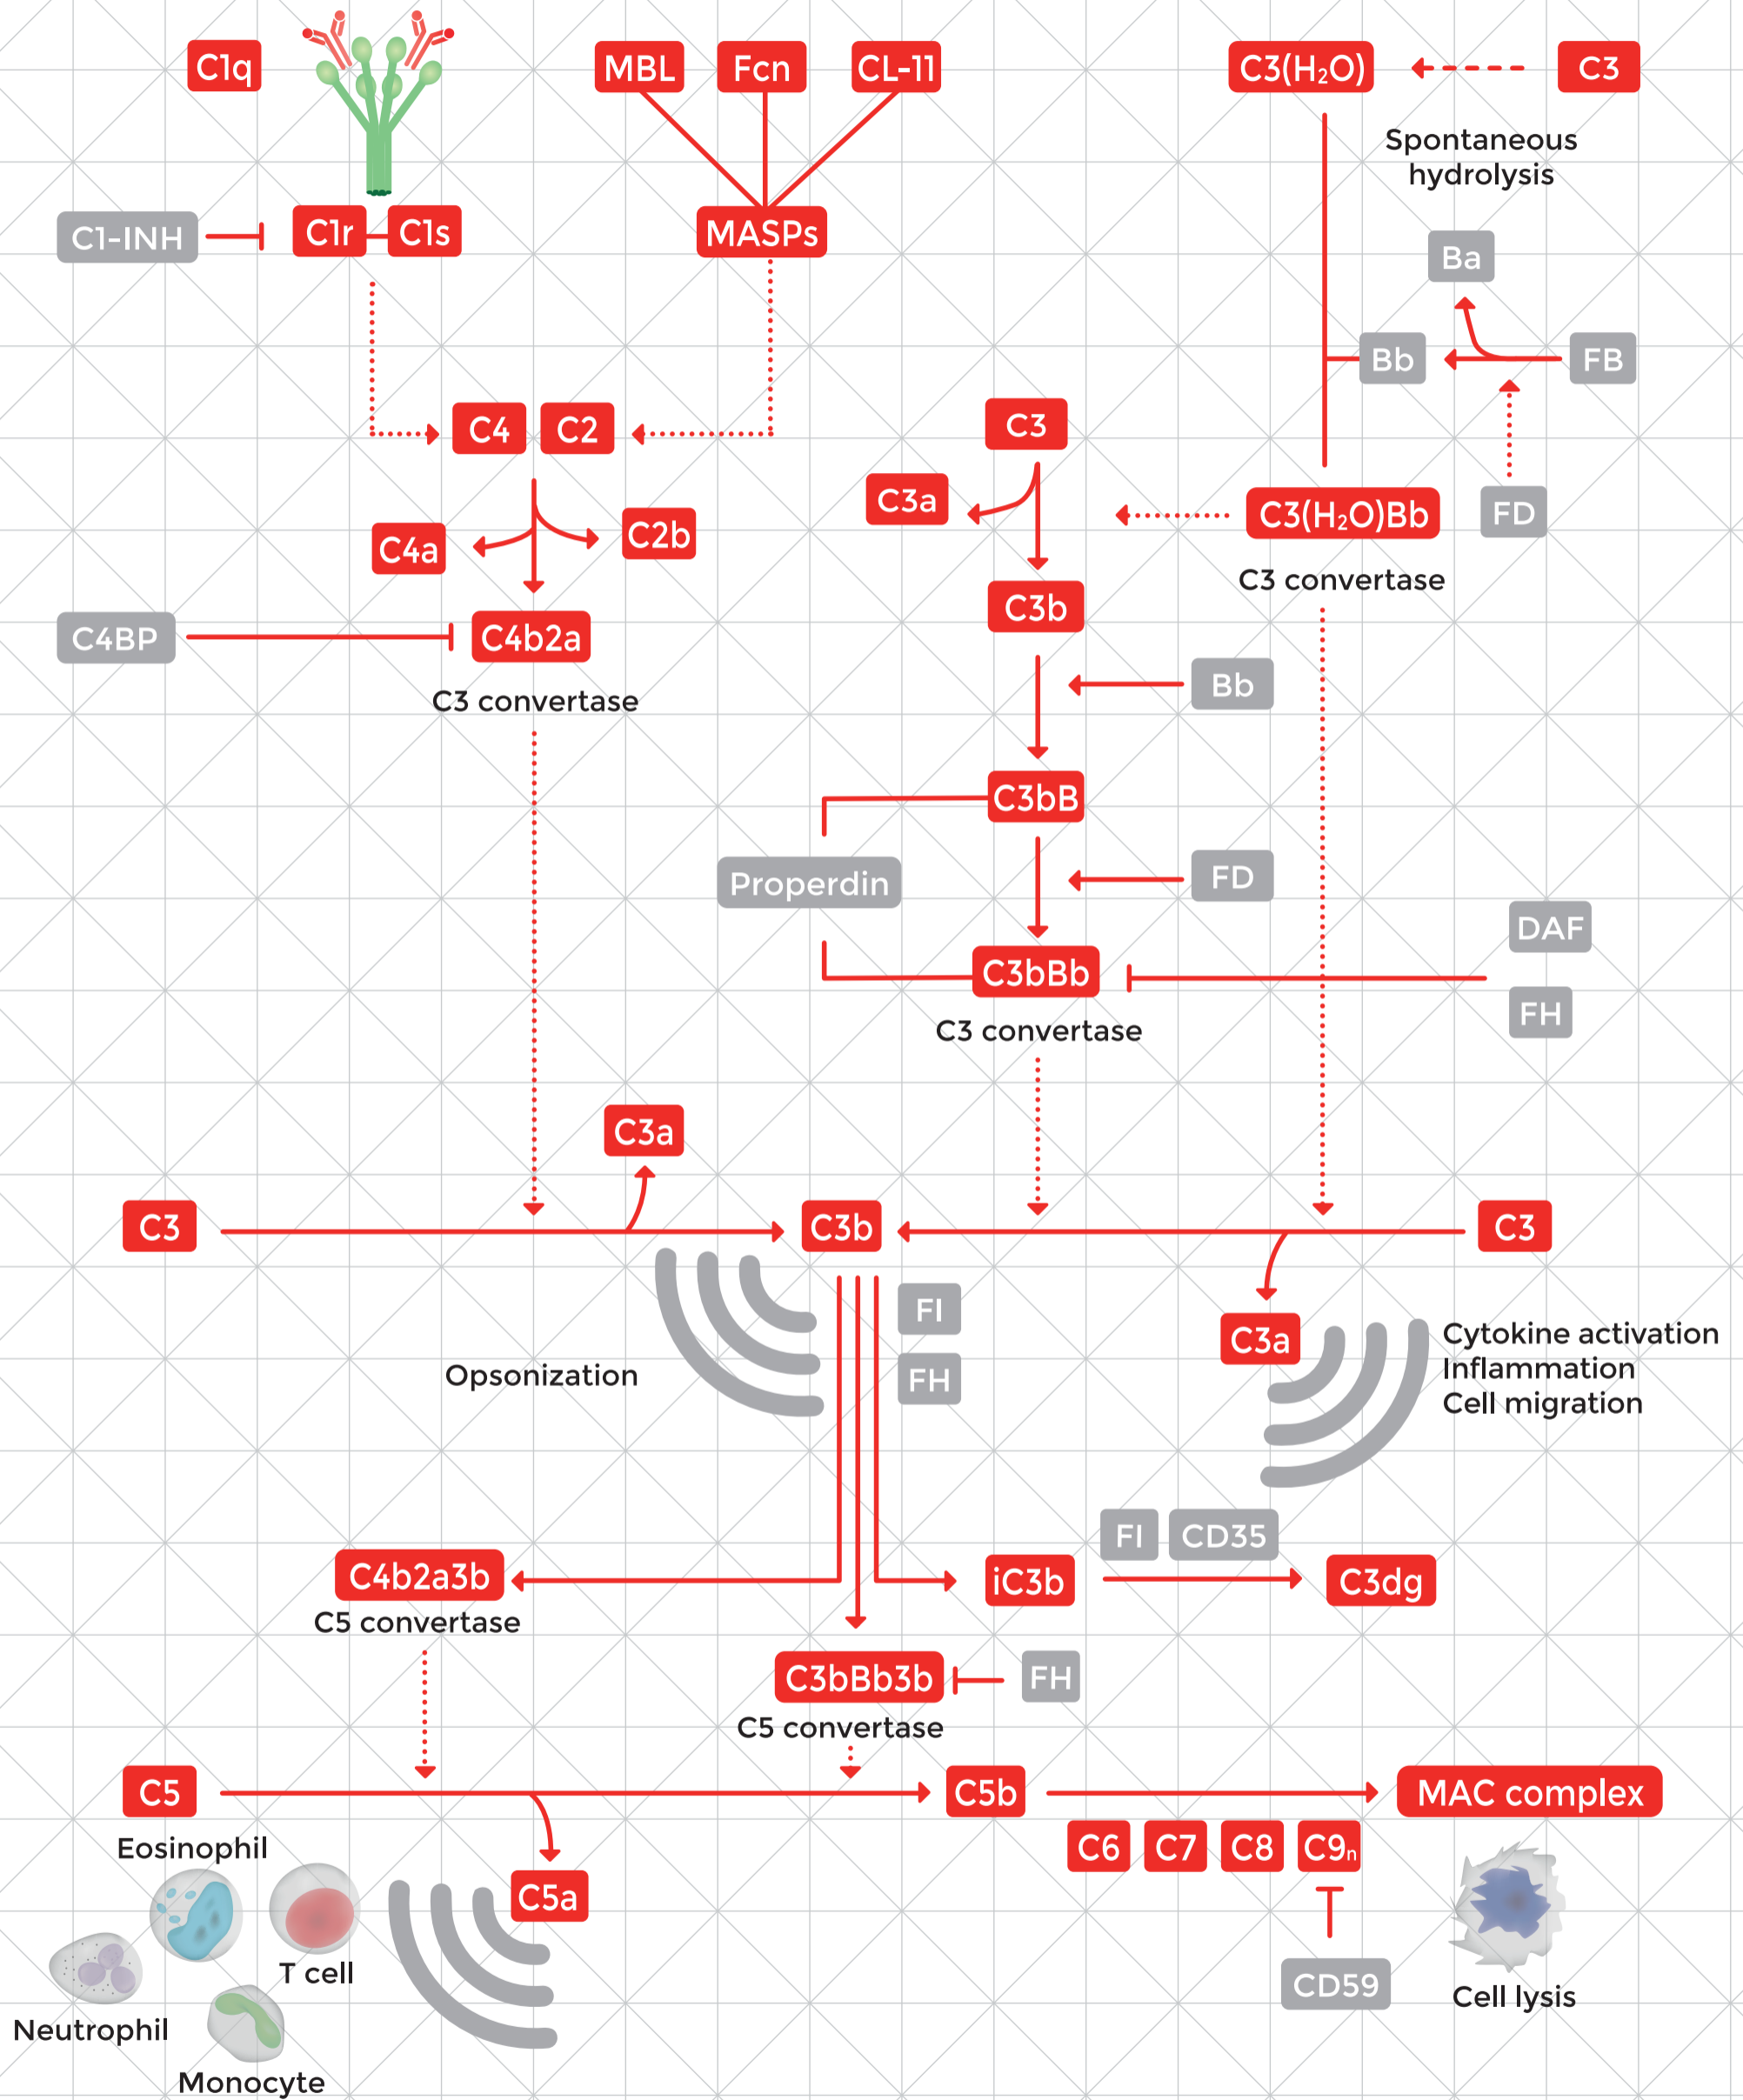 C1q
MBL
Fcn
CL-11
C3(H₂O)
C3
Spontaneous
hydrolysis
C1-INH
C1r
C1s
MASPs
Ba
Bb
FB
C4
C2
C3
C3a
C3(H₂O)Bb
FD
C4a
C2b
C3 convertase
C3b
C4BP
C4b2a
C3 convertase
Bb
C3bB
Properdin
FD
DAF
C3bBb
FH
C3 convertase
C3a
C3
C3b
C3
FI
FH
Opsonization
C3a
Cytokine activation
Inflammation
Cell migration
FI
CD35
C4b2a3b
C5 convertase
iC3b
C3dg
C3bBb3b
FH
C5 convertase
C5
C5b
MAC complex
C6
C7
C8
C9n
Eosinophil
C5a
T cell
CD59
Cell lysis
Neutrophil
Monocyte